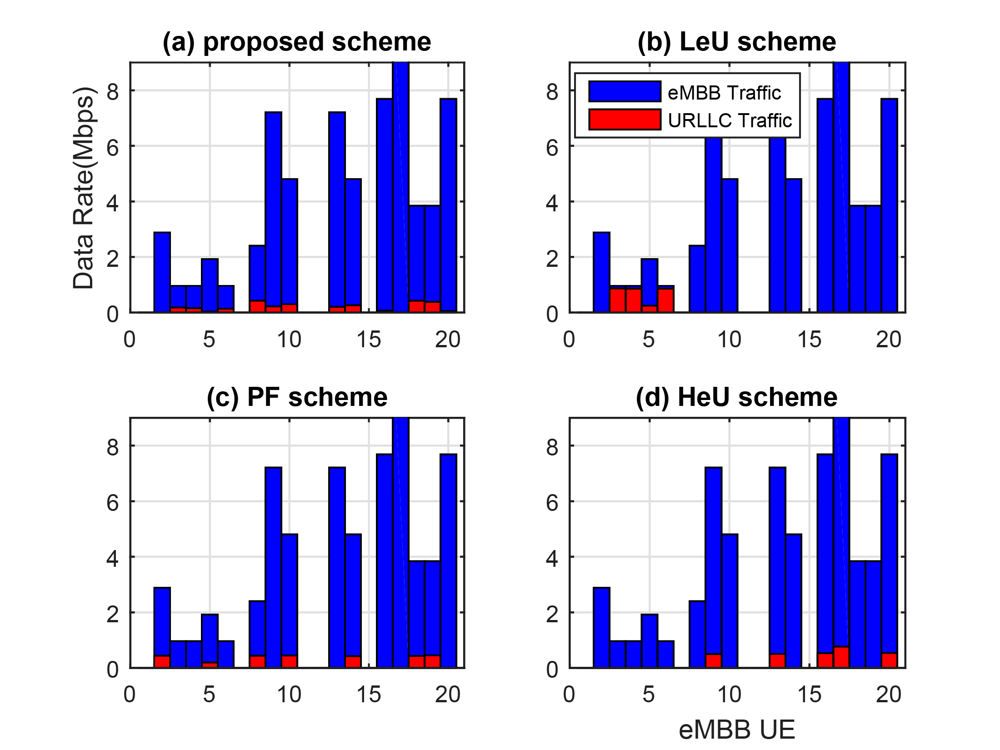 (a) proposed scheme
Data Rate(Mbps)
8
6
4
2
0
0 5 10 15 20
(b) LeU scheme
eMBB Traffic
URLLC Traffic
8
6
4
2
0
0 5 10 15 20
(c) PF scheme
8
6
4
2
0
0 5 10 15 20
(d) HeU scheme
8
6
4
2
0
0 5 10 15 20
eMBB UE